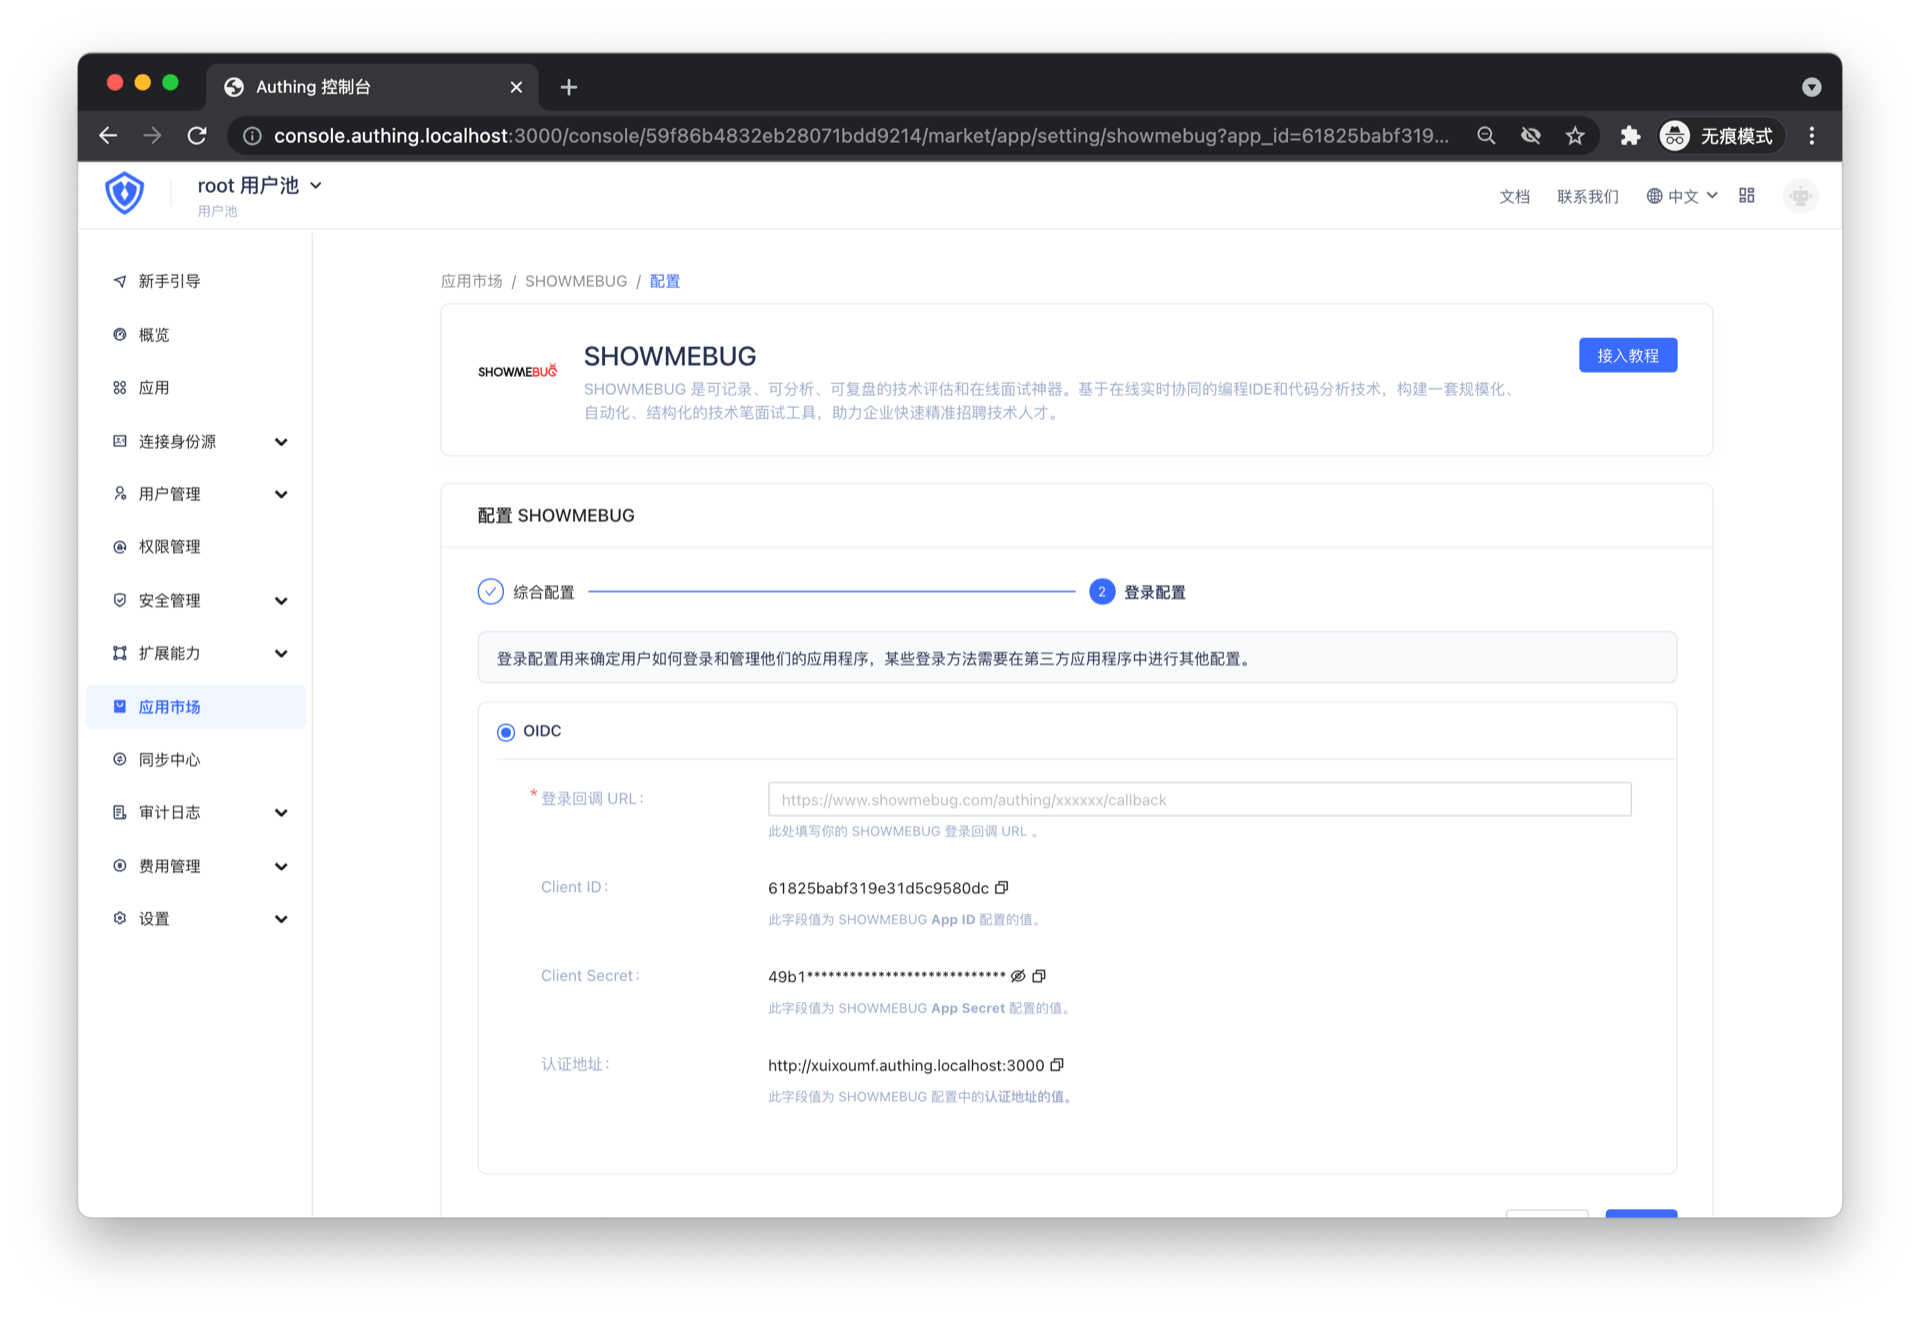 Authing 控制台
console.authing.localhost:3000/console/59f86b4832eb28071bdd9214/market/app/setting/showmebug?app_id=61825babf319...
无痕模式
root 用户池
用户池
文档
联系我们
中文
新手引导
概览
应用
连接身份源
用户管理
权限管理
安全管理
扩展能力
应用市场
同步中心
审计日志
费用管理
设置
应用市场 / SHOWMEBUG / 配置
SHOWMEBUG
SHOWMEBUG
SHOWMEBUG 是可记录、可分析、可复盘的技术评估和在线面试神器。基于在线实时协同的编程IDE和代码分析技术，构建一套规模化、
自动化、结构化的技术笔面试工具，助力企业快速精准招聘技术人才。
接入教程
配置 SHOWMEBUG
综合配置
2 登录配置
登录配置用来确定用户如何登录和管理他们的应用程序，某些登录方法需要在第三方应用程序中进行其他配置。
OIDC
* 登录回调 URL：
https://www.showmebug.com/authing/xxxxxx/callback
此处填写你的 SHOWMEBUG 登录回调 URL 。
Client ID：
61825babf319e31d5c9580dc
此字段值为 SHOWMEBUG App ID 配置的值。
Client Secret：
49b1****************************
此字段值为 SHOWMEBUG App Secret 配置的值。
认证地址：
http://xuixoumf.authing.localhost:3000
此字段值为 SHOWMEBUG 配置中的认证地址的值。